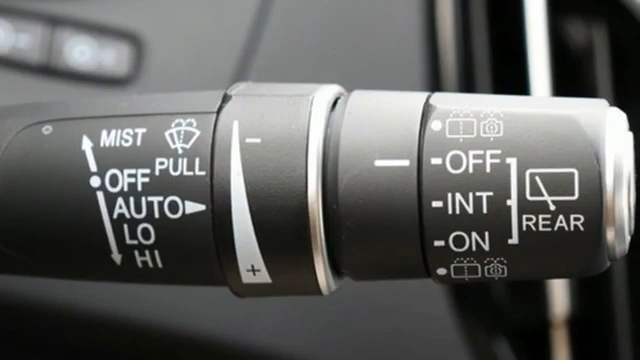 MIST
PULL
OFF
AUTO
LO
HI
- 
+
-OFF
-INT
-ON
REAR